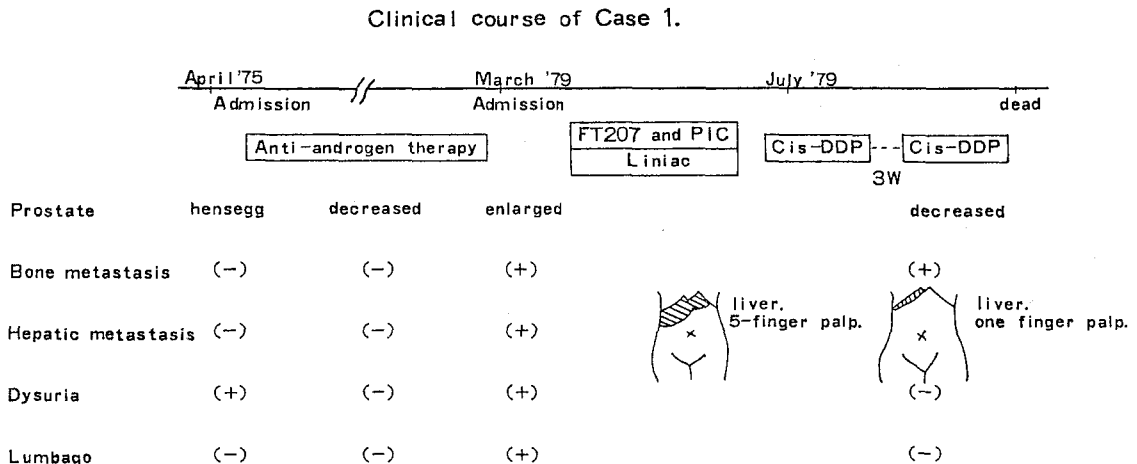 Clinical course of Case 1.
April '75 March '79 July '79
Admission Admission dead
Anti-androgen therapy
FT207 and PIC
Liniac
Cis-DDP --- Cis-DDP
3W
Prostate hensegg decreased enlarged decreased
Bone metastasis (−) (−) (+) (+)
liver. 5-finger palp.
liver. one finger palp.
Hepatic metastasis (−) (−) (+)
Dysuria (+) (−) (+) (−)
Lumbago (−) (−) (+) (−)